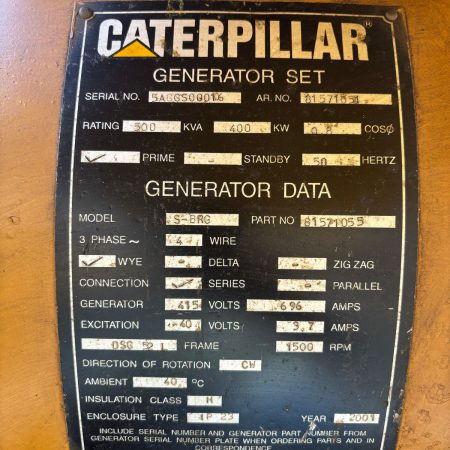 CATERPILLAR®
GENERATOR SET
SERIAL NO. 5AGGS00016 AR. NO. 81571054
RATING 500 KVA 400 KW 0.8 COSØ
✓ PRIME - STANDBY 50 HERTZ
GENERATOR DATA
MODEL S-BRG PART NO 81571055
3 PHASE ~ 4 WIRE
✓ WYE - DELTA - ZIG ZAG
CONNECTION ✓ SERIES - PARALLEL
GENERATOR 415 VOLTS 696 AMPS
EXCITATION 40 VOLTS 3.7 AMPS
FRAME 1500 RPM
DIRECTION OF ROTATION CW
AMBIENT 40 °C
INSULATION CLASS H
ENCLOSURE TYPE IP 23 YEAR 2001
INCLUDE SERIAL NUMBER AND GENERATOR PART NUMBER FROM
GENERATOR SERIAL NUMBER PLATE WHEN ORDERING PARTS AND IN
CORRESPONDENCE